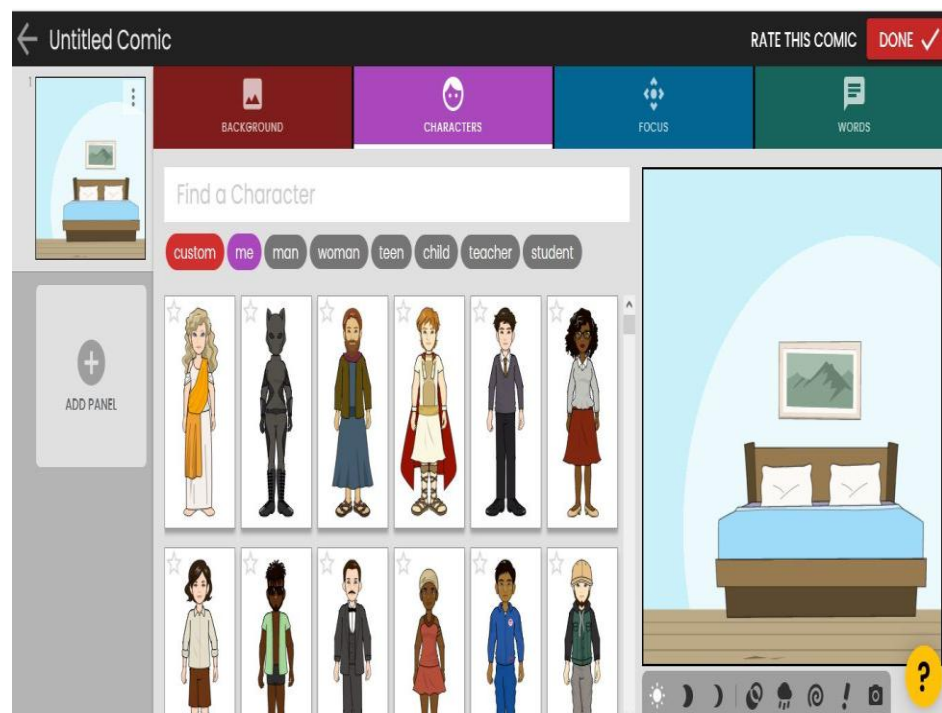 Untitled Comic
RATE THIS COMIC
DONE
1
BACKGROUND
CHARACTERS
FOCUS
WORDS
Find a Character
custom me man woman teen child teacher student
ADD PANEL
?